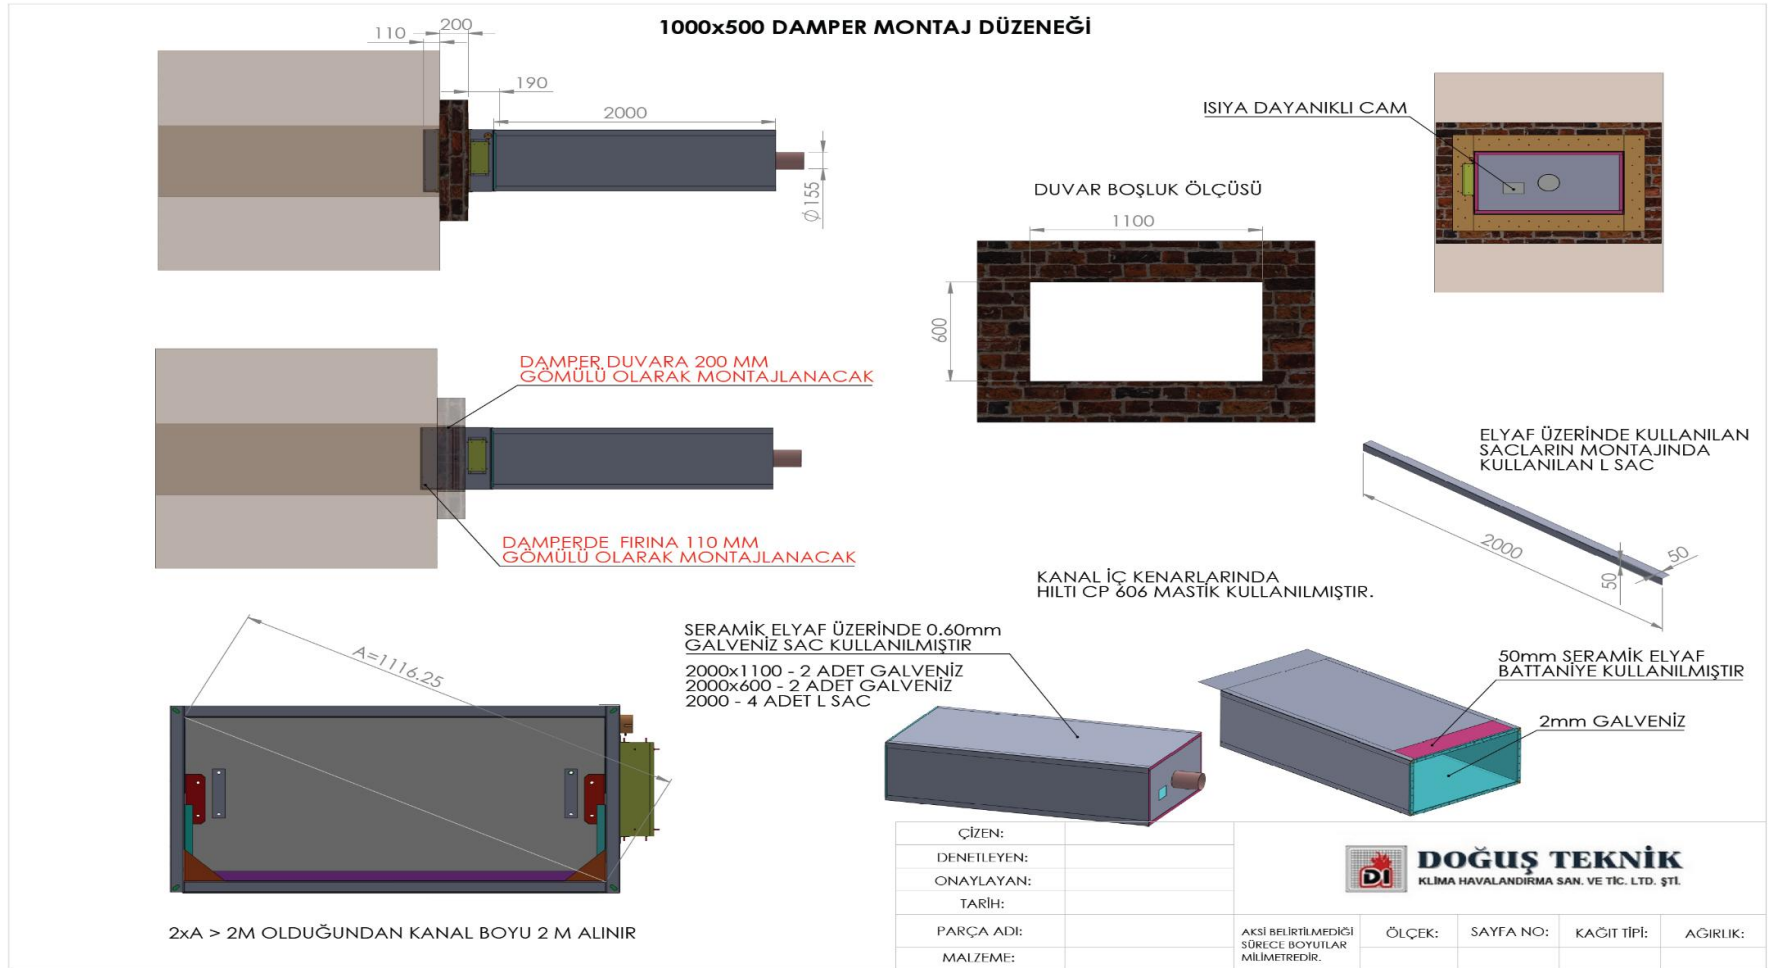 1000x500 DAMPER MONTAJ DÜZENEĞİ
110
200
190
2000
Ø155
ISIYA DAYANIKLI CAM
DUVAR BOŞLUK ÖLÇÜSÜ
1100
600
DAMPER DUVARA 200 MM
GÖMÜLÜ OLARAK MONTAJLANACAK
DAMPERDE FIRINA 110 MM
GÖMÜLÜ OLARAK MONTAJLANACAK
ELYAF ÜZERİNDE KULLANILAN
SACLARIN MONTAJINDA
KULLANILAN L SAC
2000
50
50
KANAL İÇ KENARLARINDA
HILTI CP 606 MASTİK KULLANILMIŞTIR.
A=1116.25
SERAMİK ELYAF ÜZERİNDE 0.60mm
GALVENİZ SAC KULLANILMIŞTIR
2000x1100 - 2 ADET GALVENİZ
2000x600 - 2 ADET GALVENİZ
2000 - 4 ADET L SAC
50mm SERAMİK ELYAF
BATTANİYE KULLANILMIŞTIR
2mm GALVENİZ
2xA > 2M OLDUĞUNDAN KANAL BOYU 2 M ALINIR
ÇİZEN:
DENETLEYEN:
ONAYLAYAN:
TARİH:
PARÇA ADI:
MALZEME:
DI
DOĞUŞ TEKNİK
KLİMA HAVALANDIRMA SAN. VE TİC. LTD. ŞTİ.
AKSİ BELİRTİLMEDİĞİ
SÜRECE BOYUTLAR
MİLİMETREDİR.
ÖLÇEK:
SAYFA NO:
KAĞIT TİPİ:
AĞIRLIK: